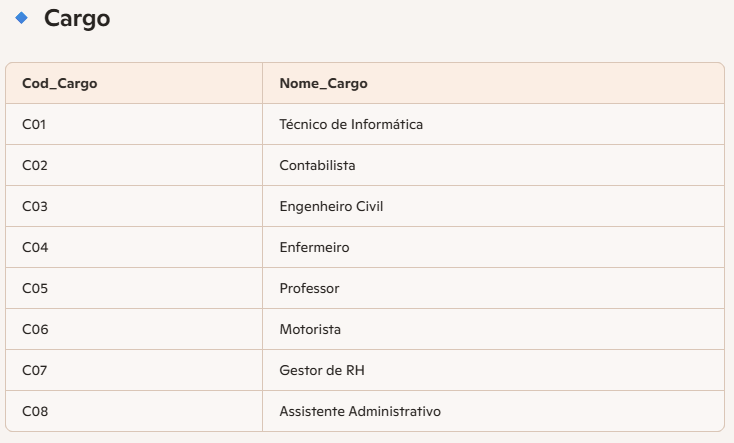 Cargo
Cod_Cargo Nome_Cargo
C01 Técnico de Informática
C02 Contabilista
C03 Engenheiro Civil
C04 Enfermeiro
C05 Professor
C06 Motorista
C07 Gestor de RH
C08 Assistente Administrativo